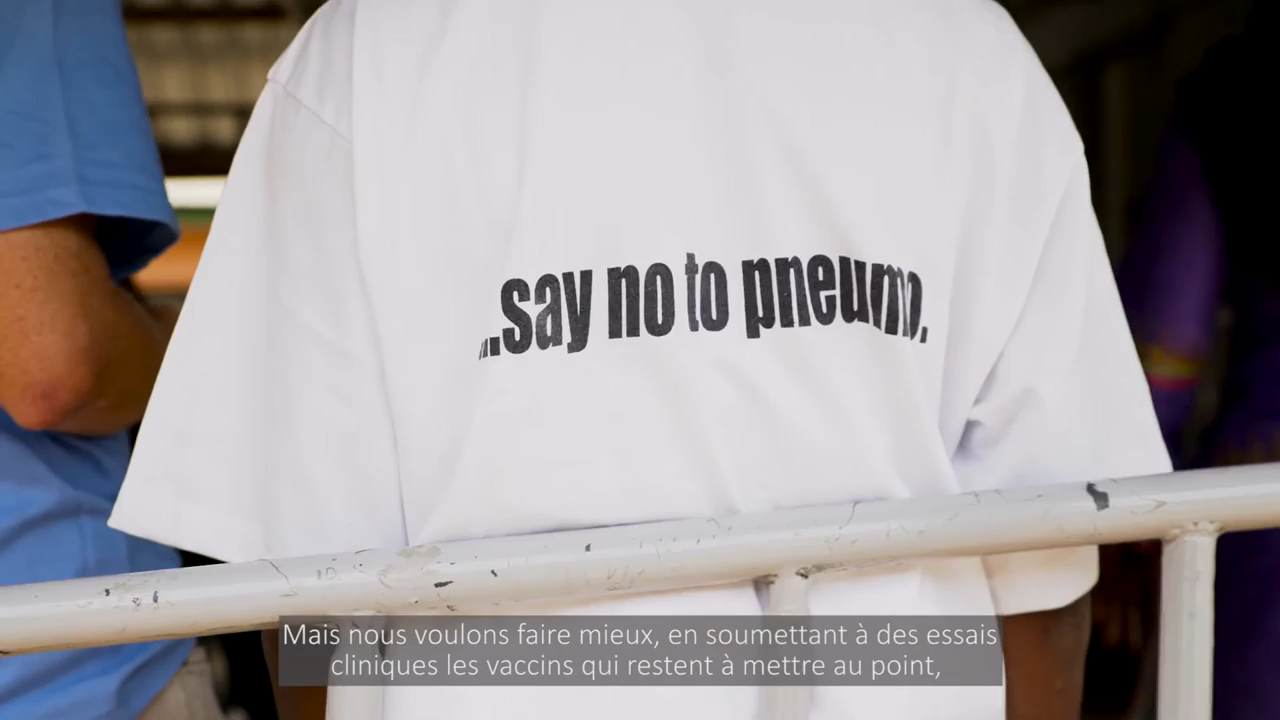 ...say no to pneumo.
Mais nous voulons faire mieux, en soumettant à des essais
cliniques les vaccins qui restent à mettre au point,